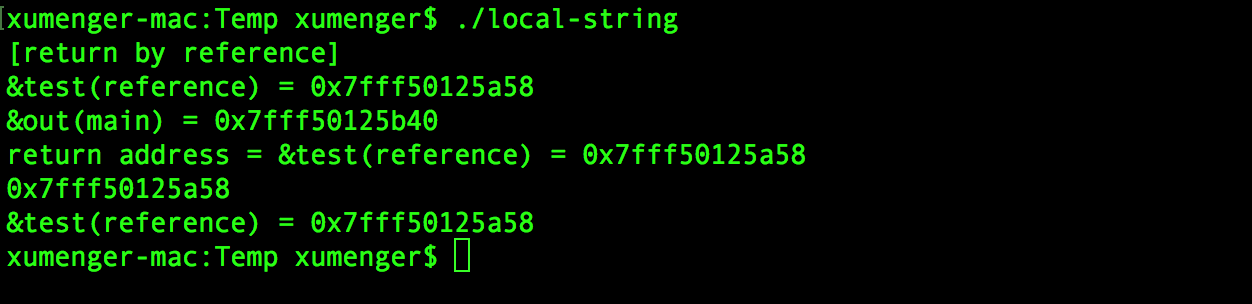 xumenger-mac:Temp xumenger$ ./local-string
[return by reference]
&test(reference) = 0x7fff50125a58
&out(main) = 0x7fff50125b40
return address = &test(reference) = 0x7fff50125a58
0x7fff50125a58
&test(reference) = 0x7fff50125a58
xumenger-mac:Temp xumenger$